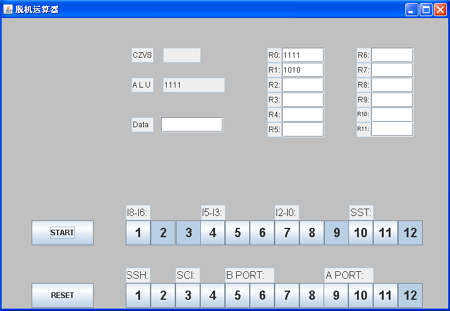 脱机运算器
CZVS
R0: 1111
R6:
R1: 1010
R7:
A L U 1111
R2:
R8:
R3:
R9:
R4:
R10:
Data
R5:
R11:
I8-I6: I5-I3: I2-I0: SST:
START 1 2 3 4 5 6 7 8 9 10 11 12
SSH: SCI: B PORT: A PORT:
RESET 1 2 3 4 5 6 7 8 9 10 11 12